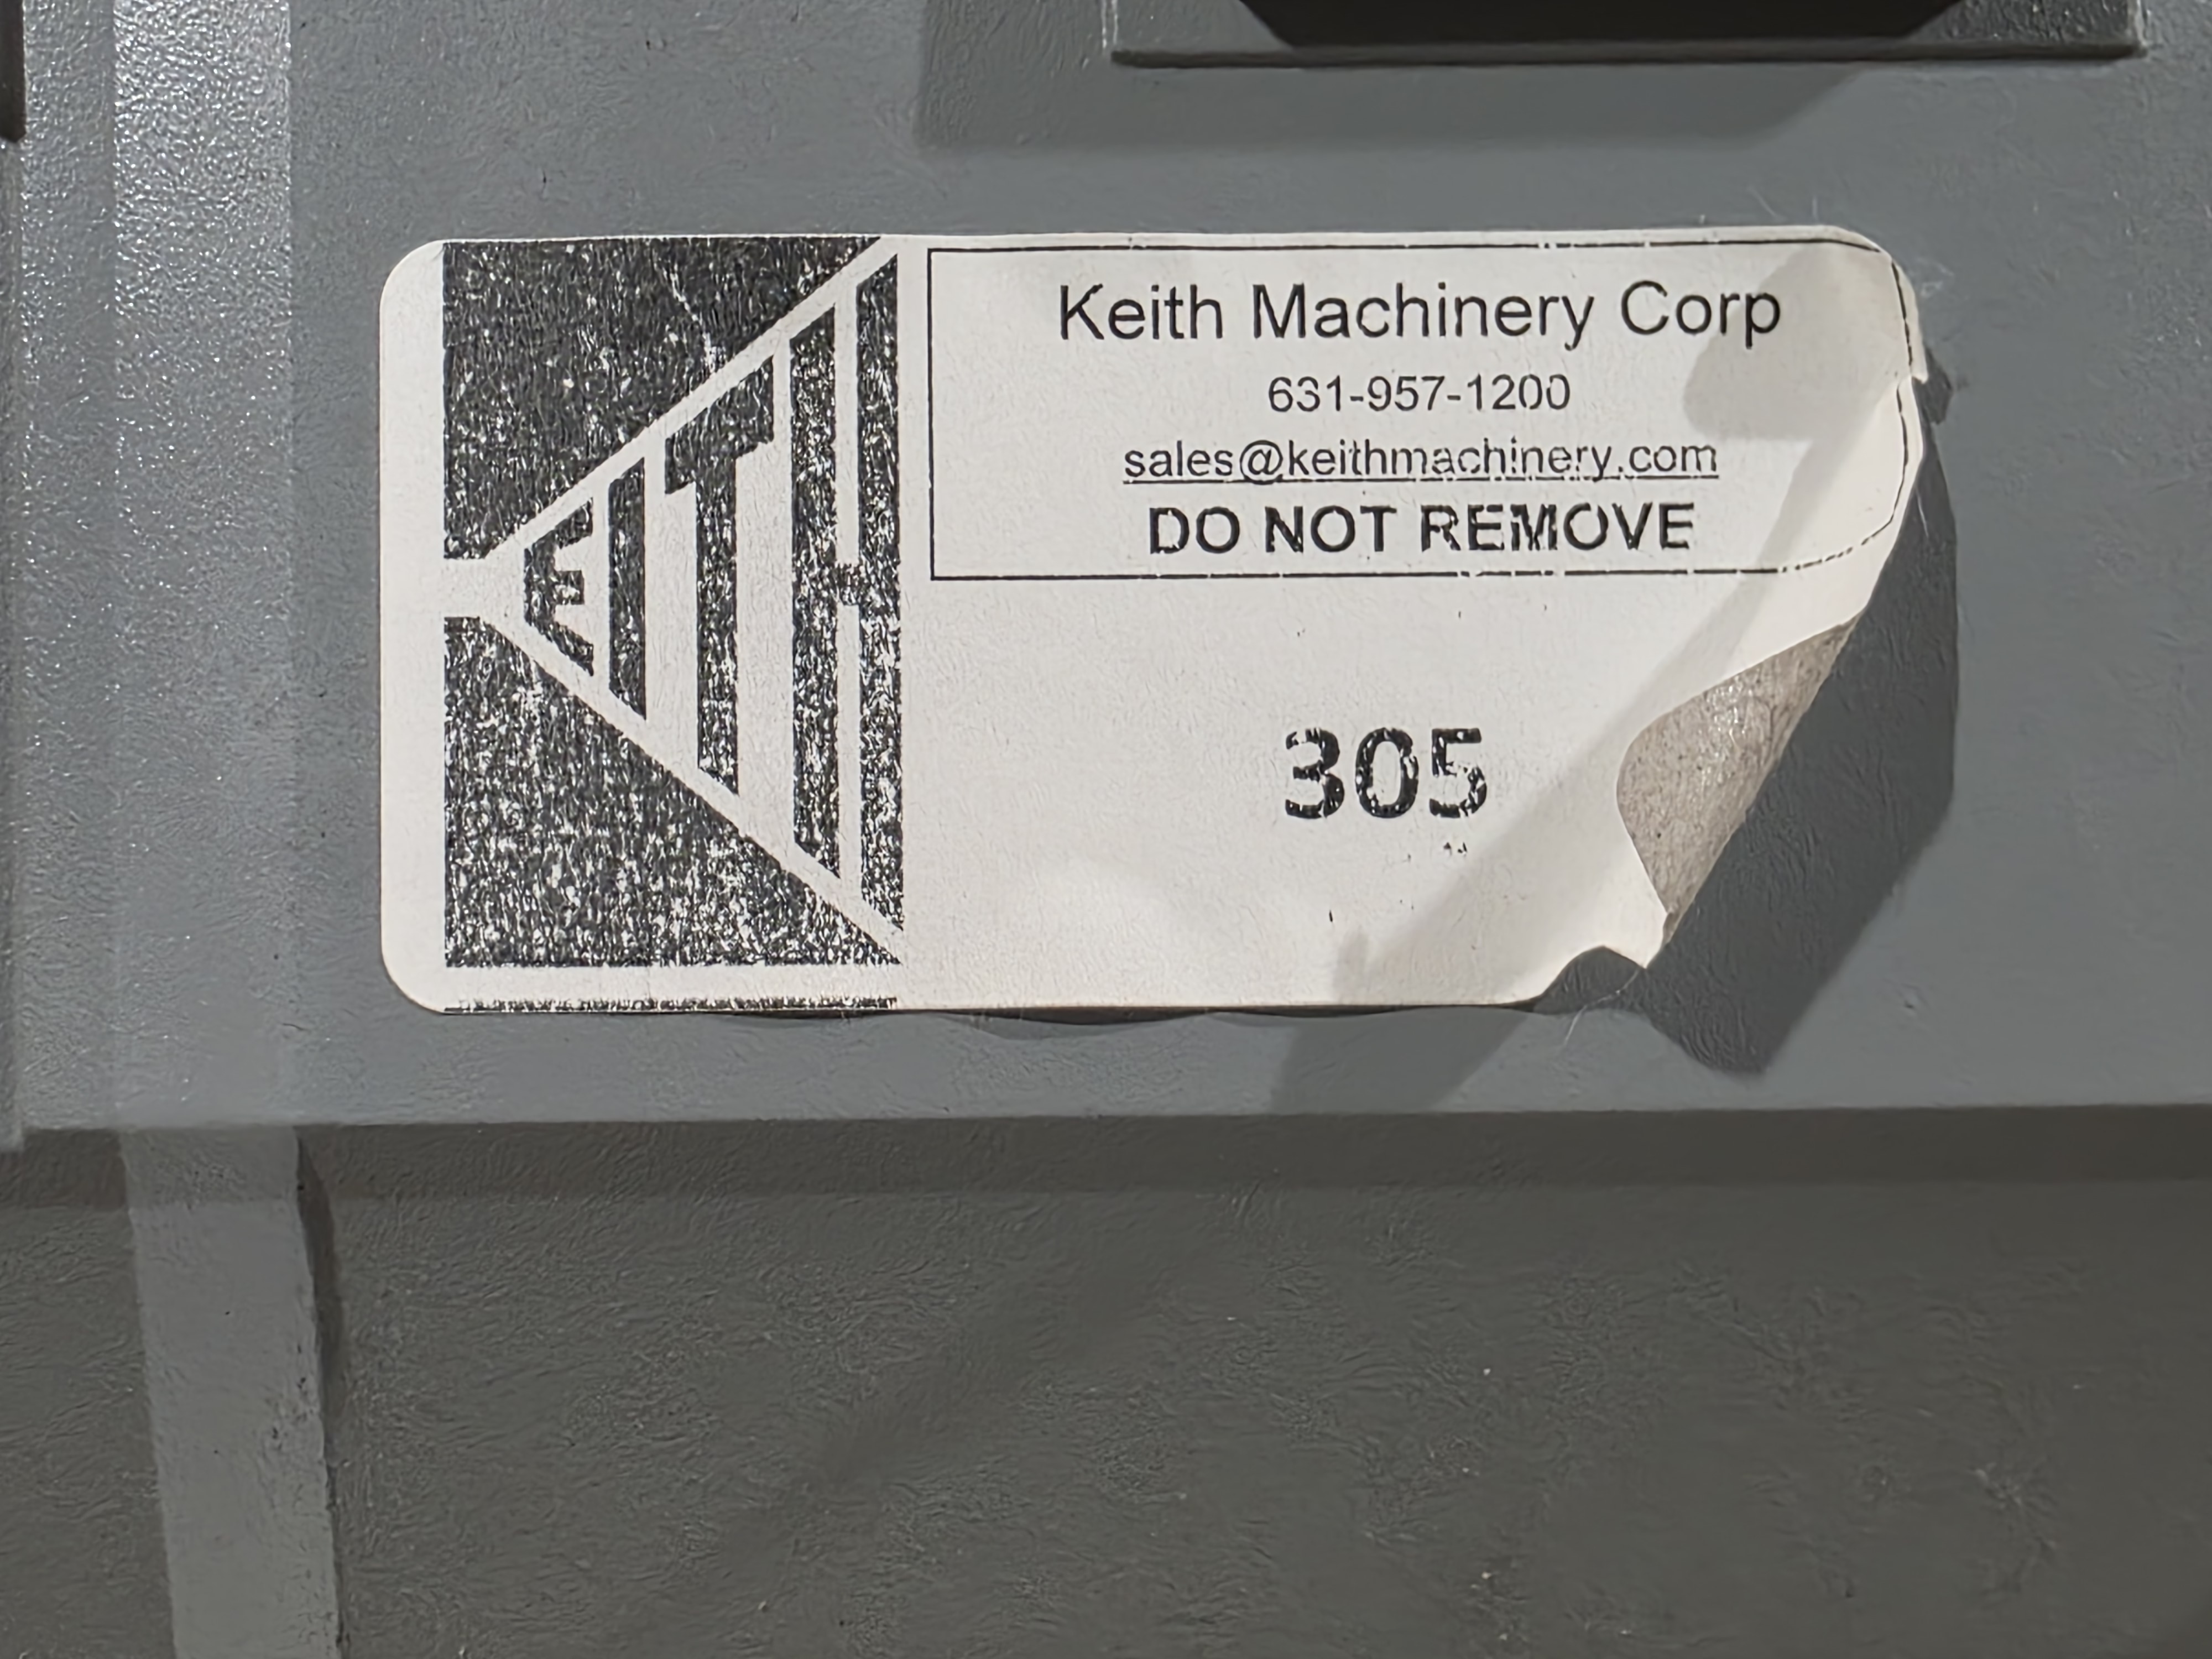 KEITH
Keith Machinery Corp
631-957-1200
sales@keithmachinery.com
DO NOT REMOVE
305